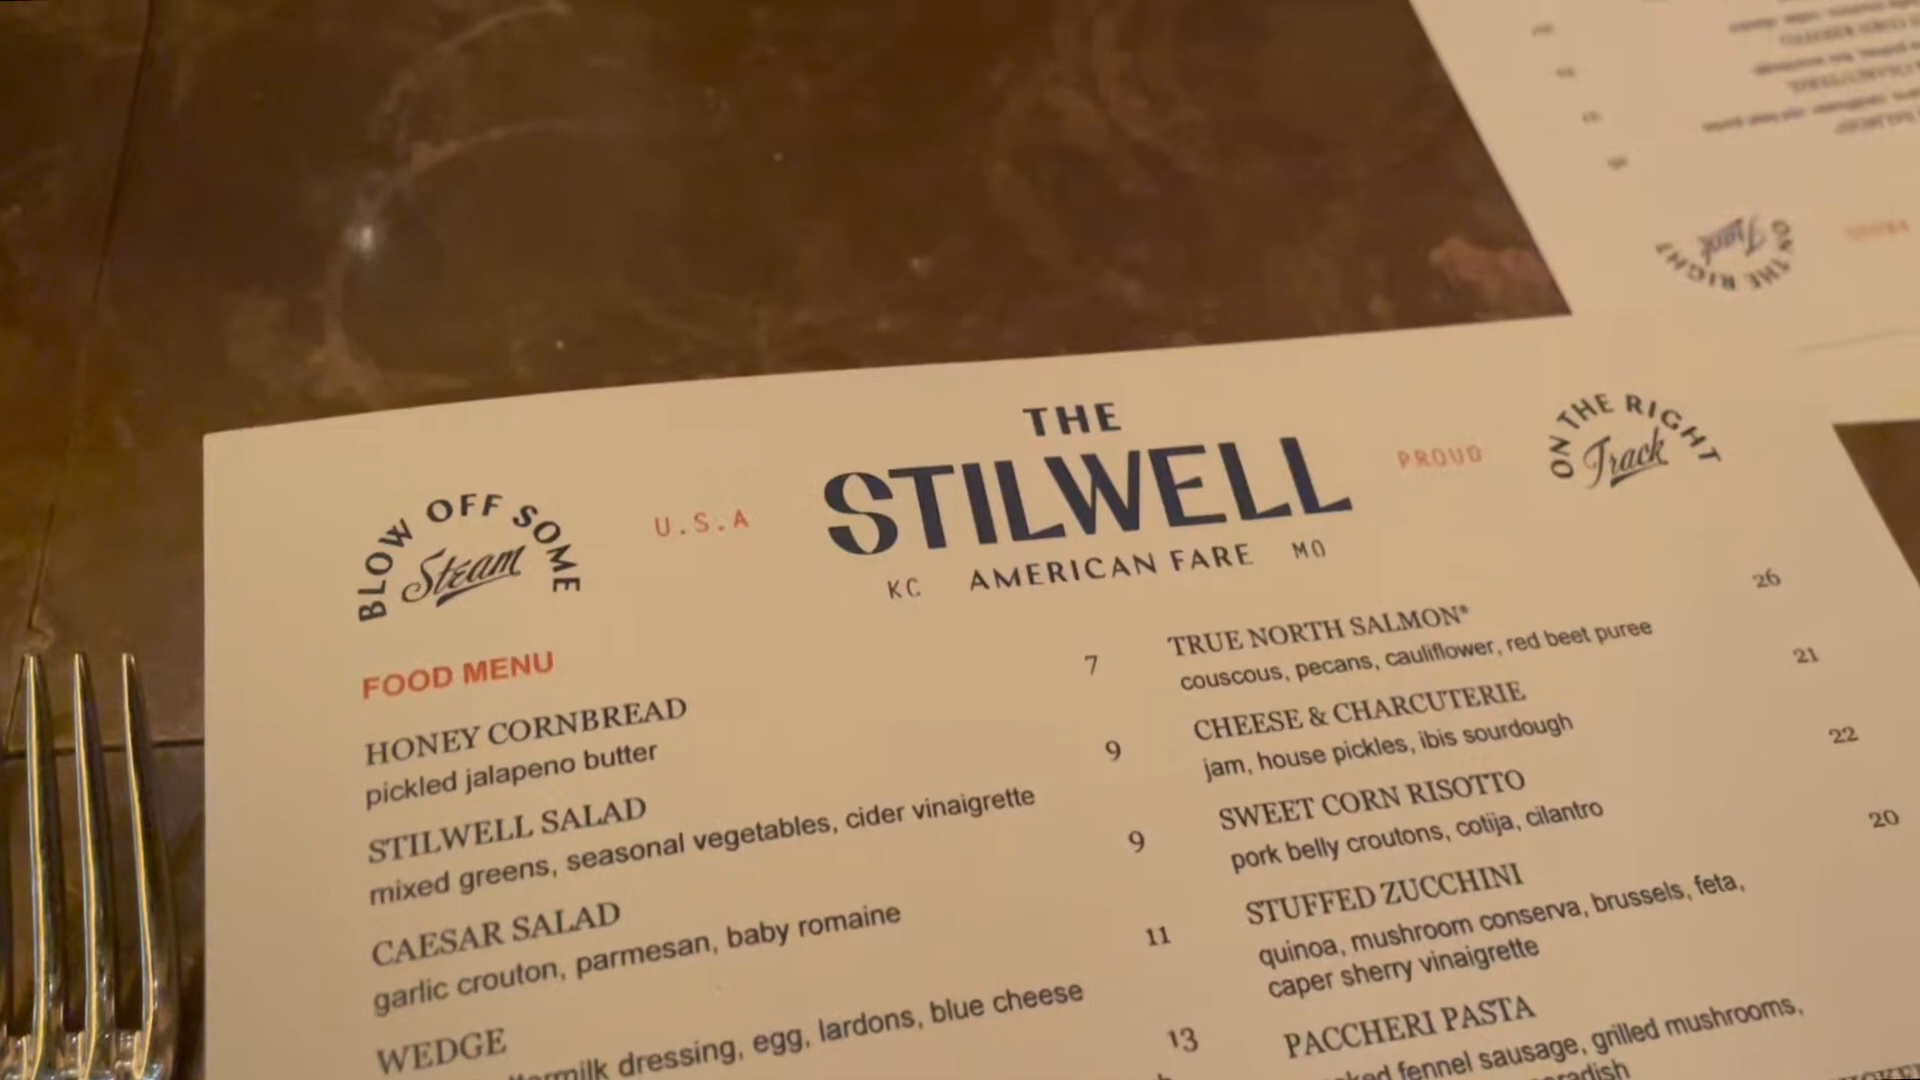 THE
STILWELL
KC AMERICAN FARE MO
BLOW OFF SOME
Steam
U.S.A
PROUD
ON THE RIGHT
Track
FOOD MENU
HONEY CORNBREAD 7
pickled jalapeno butter
STILWELL SALAD 9
mixed greens, seasonal vegetables, cider vinaigrette
CAESAR SALAD 9
garlic crouton, parmesan, baby romaine
WEDGE 11
dressing, egg, lardons, blue cheese
13
TRUE NORTH SALMON* 26
couscous, pecans, cauliflower, red beet puree
CHEESE & CHARCUTERIE 21
jam, house pickles, ibis sourdough
SWEET CORN RISOTTO 22
pork belly croutons, cotija, cilantro
STUFFED ZUCCHINI 20
quinoa, mushroom conserva, brussels, feta,
caper sherry vinaigrette
PACCHERI PASTA
fennel sausage, grilled mushrooms,
ON THE RIGHT
Track